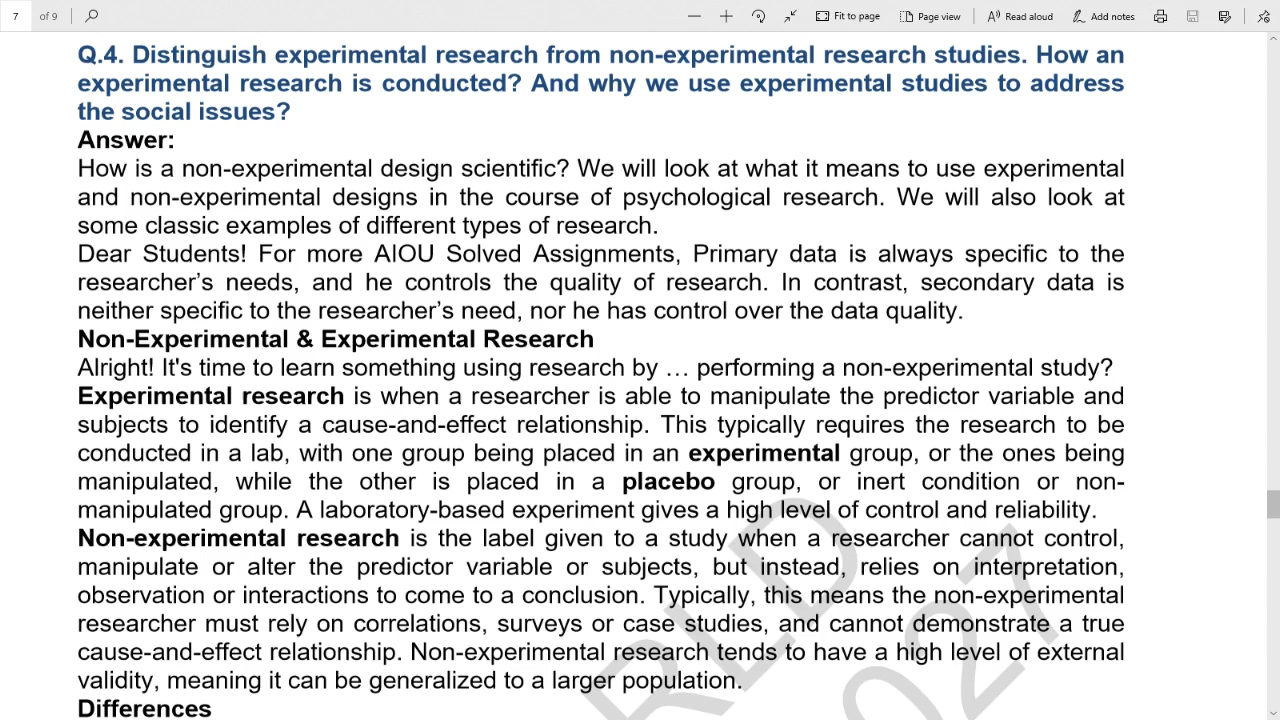 7 of 9 Fit to page Page view Read aloud Add notes
Q.4. Distinguish experimental research from non-experimental research studies. How an
experimental research is conducted? And why we use experimental studies to address
the social issues?
Answer:
How is a non-experimental design scientific? We will look at what it means to use experimental
and non-experimental designs in the course of psychological research. We will also look at
some classic examples of different types of research.
Dear Students! For more AIOU Solved Assignments, Primary data is always specific to the
researcher’s needs, and he controls the quality of research. In contrast, secondary data is
neither specific to the researcher’s need, nor he has control over the data quality.
Non-Experimental & Experimental Research
Alright! It's time to learn something using research by … performing a non-experimental study?
Experimental research is when a researcher is able to manipulate the predictor variable and
subjects to identify a cause-and-effect relationship. This typically requires the research to be
conducted in a lab, with one group being placed in an experimental group, or the ones being
manipulated, while the other is placed in a placebo group, or inert condition or non-
manipulated group. A laboratory-based experiment gives a high level of control and reliability.
Non-experimental research is the label given to a study when a researcher cannot control,
manipulate or alter the predictor variable or subjects, but instead, relies on interpretation,
observation or interactions to come to a conclusion. Typically, this means the non-experimental
researcher must rely on correlations, surveys or case studies, and cannot demonstrate a true
cause-and-effect relationship. Non-experimental research tends to have a high level of external
validity, meaning it can be generalized to a larger population.
Differences